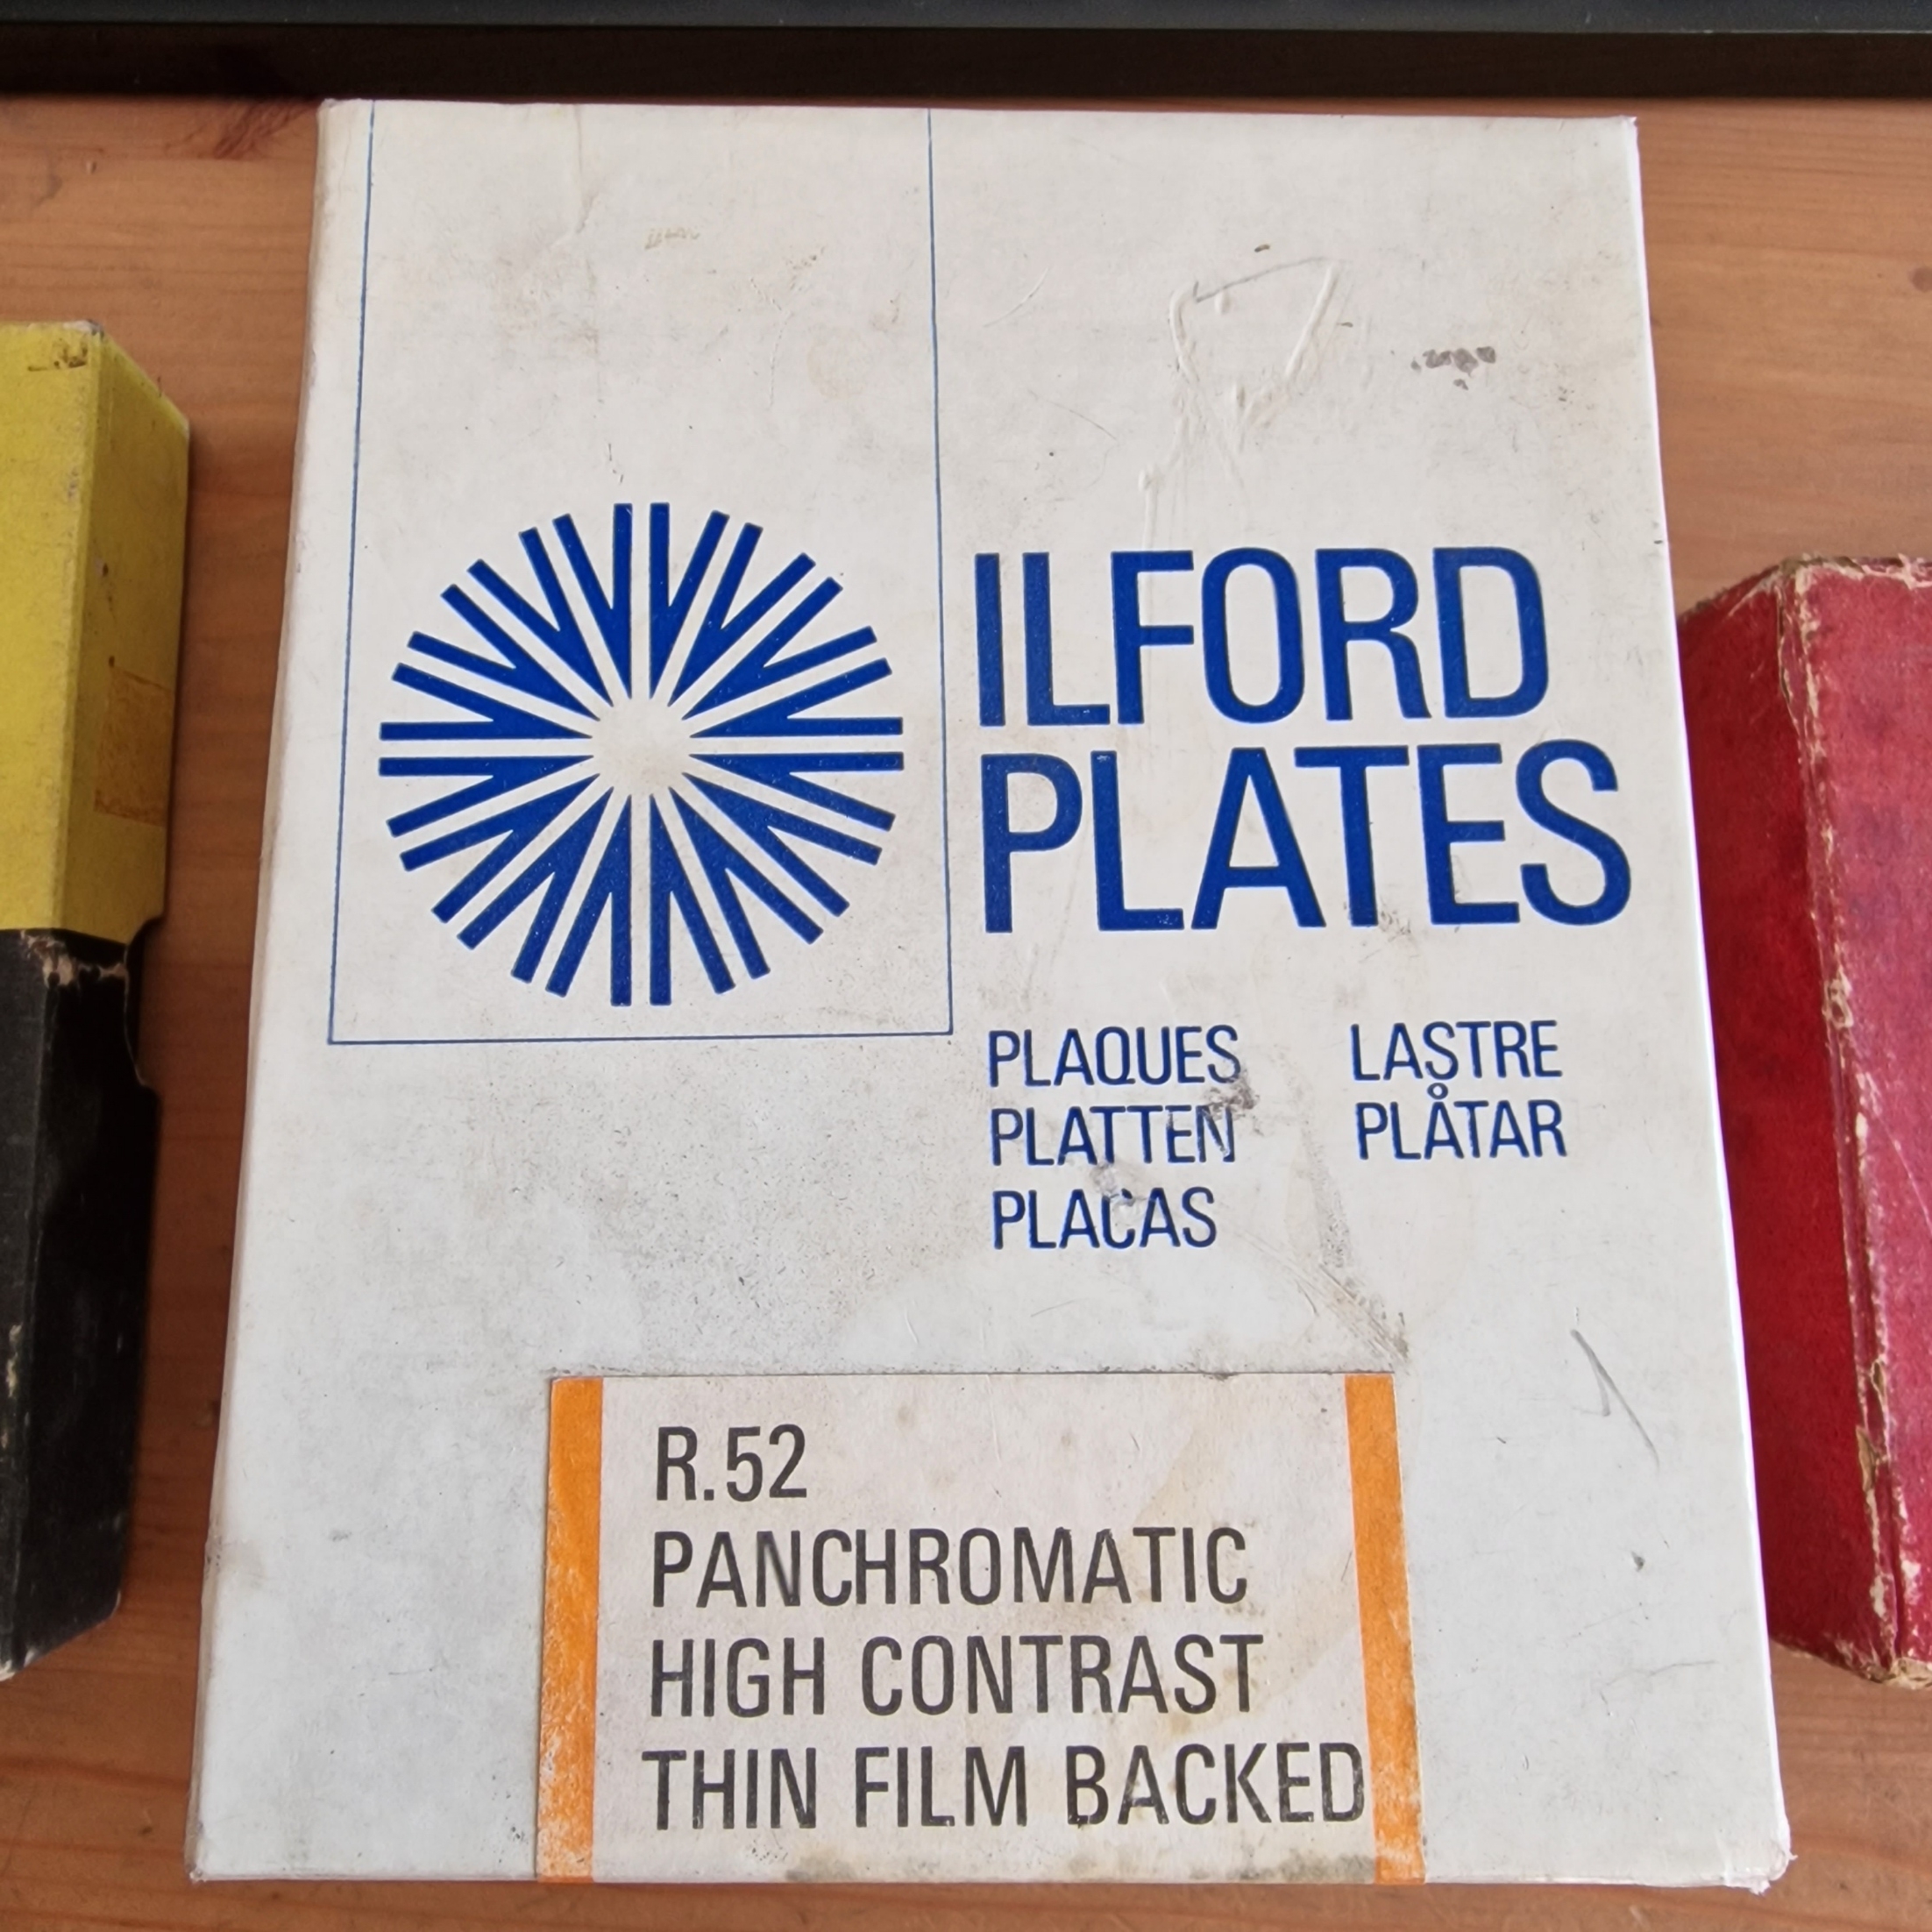 ILFORD
PLATES
PLAQUES
PLATTEN
PLACAS
LASTRE
PLÅTAR
R.52
PANCHROMATIC
HIGH CONTRAST
THIN FILM BACKED